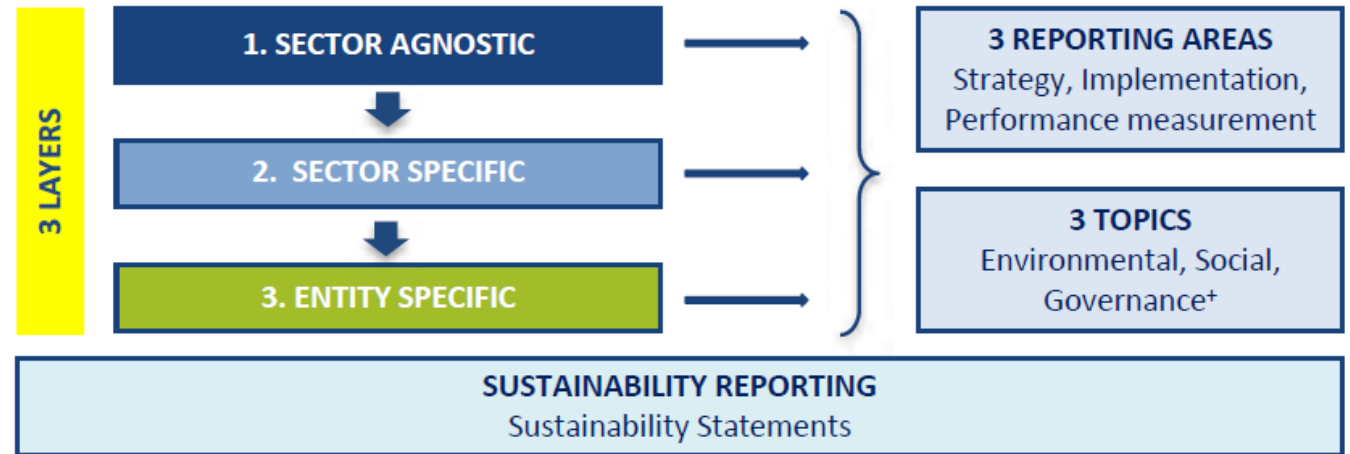 3 LAYERS
1. SECTOR AGNOSTIC
2. SECTOR SPECIFIC
3. ENTITY SPECIFIC
3 REPORTING AREAS
Strategy, Implementation,
Performance measurement
3 TOPICS
Environmental, Social,
Governance⁺
SUSTAINABILITY REPORTING
Sustainability Statements